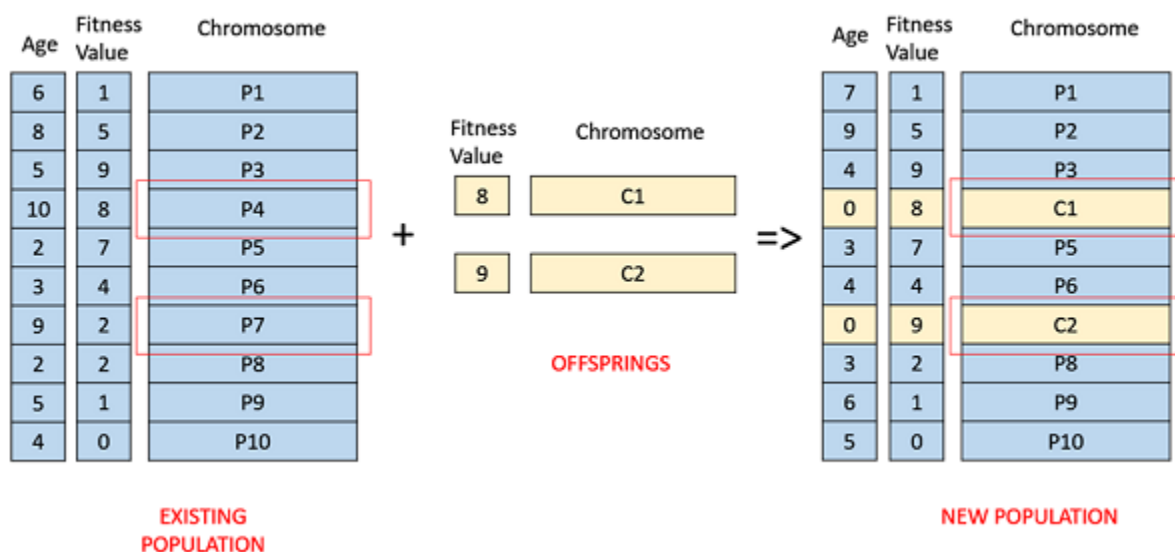 Age Fitness Value Chromosome
6 1 P1
8 5 P2
5 9 P3
10 8 P4
2 7 P5
3 4 P6
9 2 P7
2 2 P8
5 1 P9
4 0 P10
EXISTING
POPULATION
+
Fitness Value Chromosome
8 C1
9 C2
OFFSPRINGS
=>
Age Fitness Value Chromosome
7 1 P1
9 5 P2
4 9 P3
0 8 C1
3 7 P5
4 4 P6
0 9 C2
3 2 P8
6 1 P9
5 0 P10
NEW POPULATION